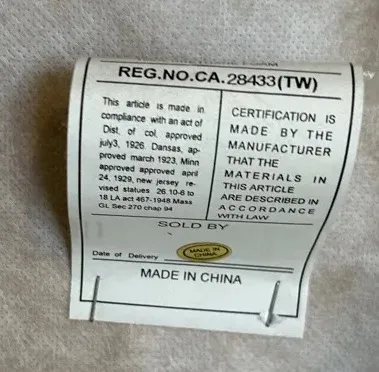 REG.NO.CA.28433(TW)
This article is made in
compliance with an act of
Dist. of col, approved
july3, 1926. Dansas, ap-
proved march 1923, Minn
approved approved april
24, 1929, new jersey re-
vised statues 26.10-6 to
18 LA act 467-1948 Mass
GL Sec 270 chap 94
CERTIFICATION IS
MADE BY THE
MANUFACTURER
THAT THE
MATERIALS IN
THIS ARTICLE
ARE DESCRIBED IN
ACCORDANCE
WITH LAW
SOLD BY
MADE IN
CHINA
Date of Delivery
MADE IN CHINA